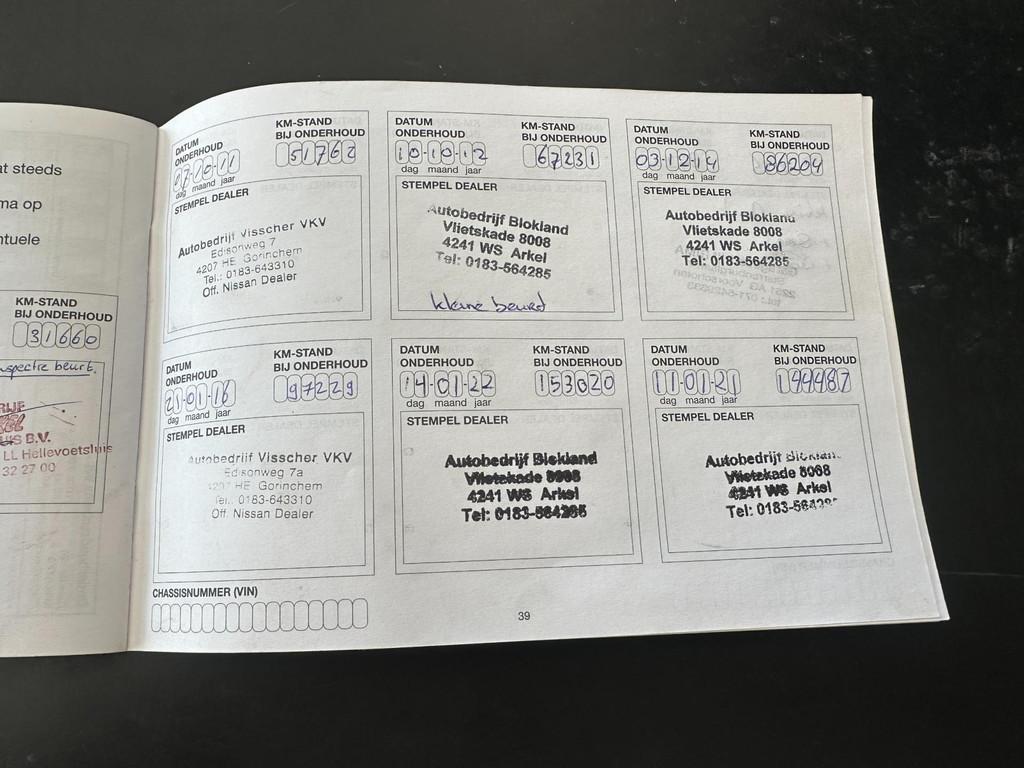 at steeds
ma op
ntuele
KM-STAND
BIJ ONDERHOUD
31660
nspectie beurt.
RIJF
UIS B.V.
LL Hellevoetsluis
32 27 00
DATUM
ONDERHOUD
07-10-11
dag maand jaar
KM-STAND
BIJ ONDERHOUD
51762
STEMPEL DEALER
Autobedrijf Visscher VKV
Edisonweg 7
4207 HE Gorinchem
Tel.: 0183-643310
Off. Nissan Dealer
DATUM
ONDERHOUD
10-10-12
dag maand jaar
KM-STAND
BIJ ONDERHOUD
67231
STEMPEL DEALER
Autobedrijf Blokland
Vlietskade 8008
4241 WS Arkel
Tel: 0183-564285
kleine beurt
DATUM
ONDERHOUD
03-12-14
dag maand jaar
KM-STAND
BIJ ONDERHOUD
86204
STEMPEL DEALER
Autobedrijf Blokland
Vlietskade 8008
4241 WS Arkel
Tel: 0183-564285
DATUM
ONDERHOUD
21-01-16
dag maand jaar
KM-STAND
BIJ ONDERHOUD
97229
STEMPEL DEALER
Autobedrijf Visscher VKV
Edisonweg 7a
4207 HE Gorinchem
Tel.: 0183-643310
Off. Nissan Dealer
DATUM
ONDERHOUD
14-01-22
dag maand jaar
KM-STAND
BIJ ONDERHOUD
153020
STEMPEL DEALER
Autobedrijf Blokland
Vlietskade 8008
4241 WS Arkel
Tel: 0183-564285
DATUM
ONDERHOUD
11-01-21
dag maand jaar
KM-STAND
BIJ ONDERHOUD
144487
STEMPEL DEALER
Autobedrijf Blokland
Vlietskade 8008
4241 WS Arkel
Tel: 0183-564285
CHASSISNUMMER (VIN)
39